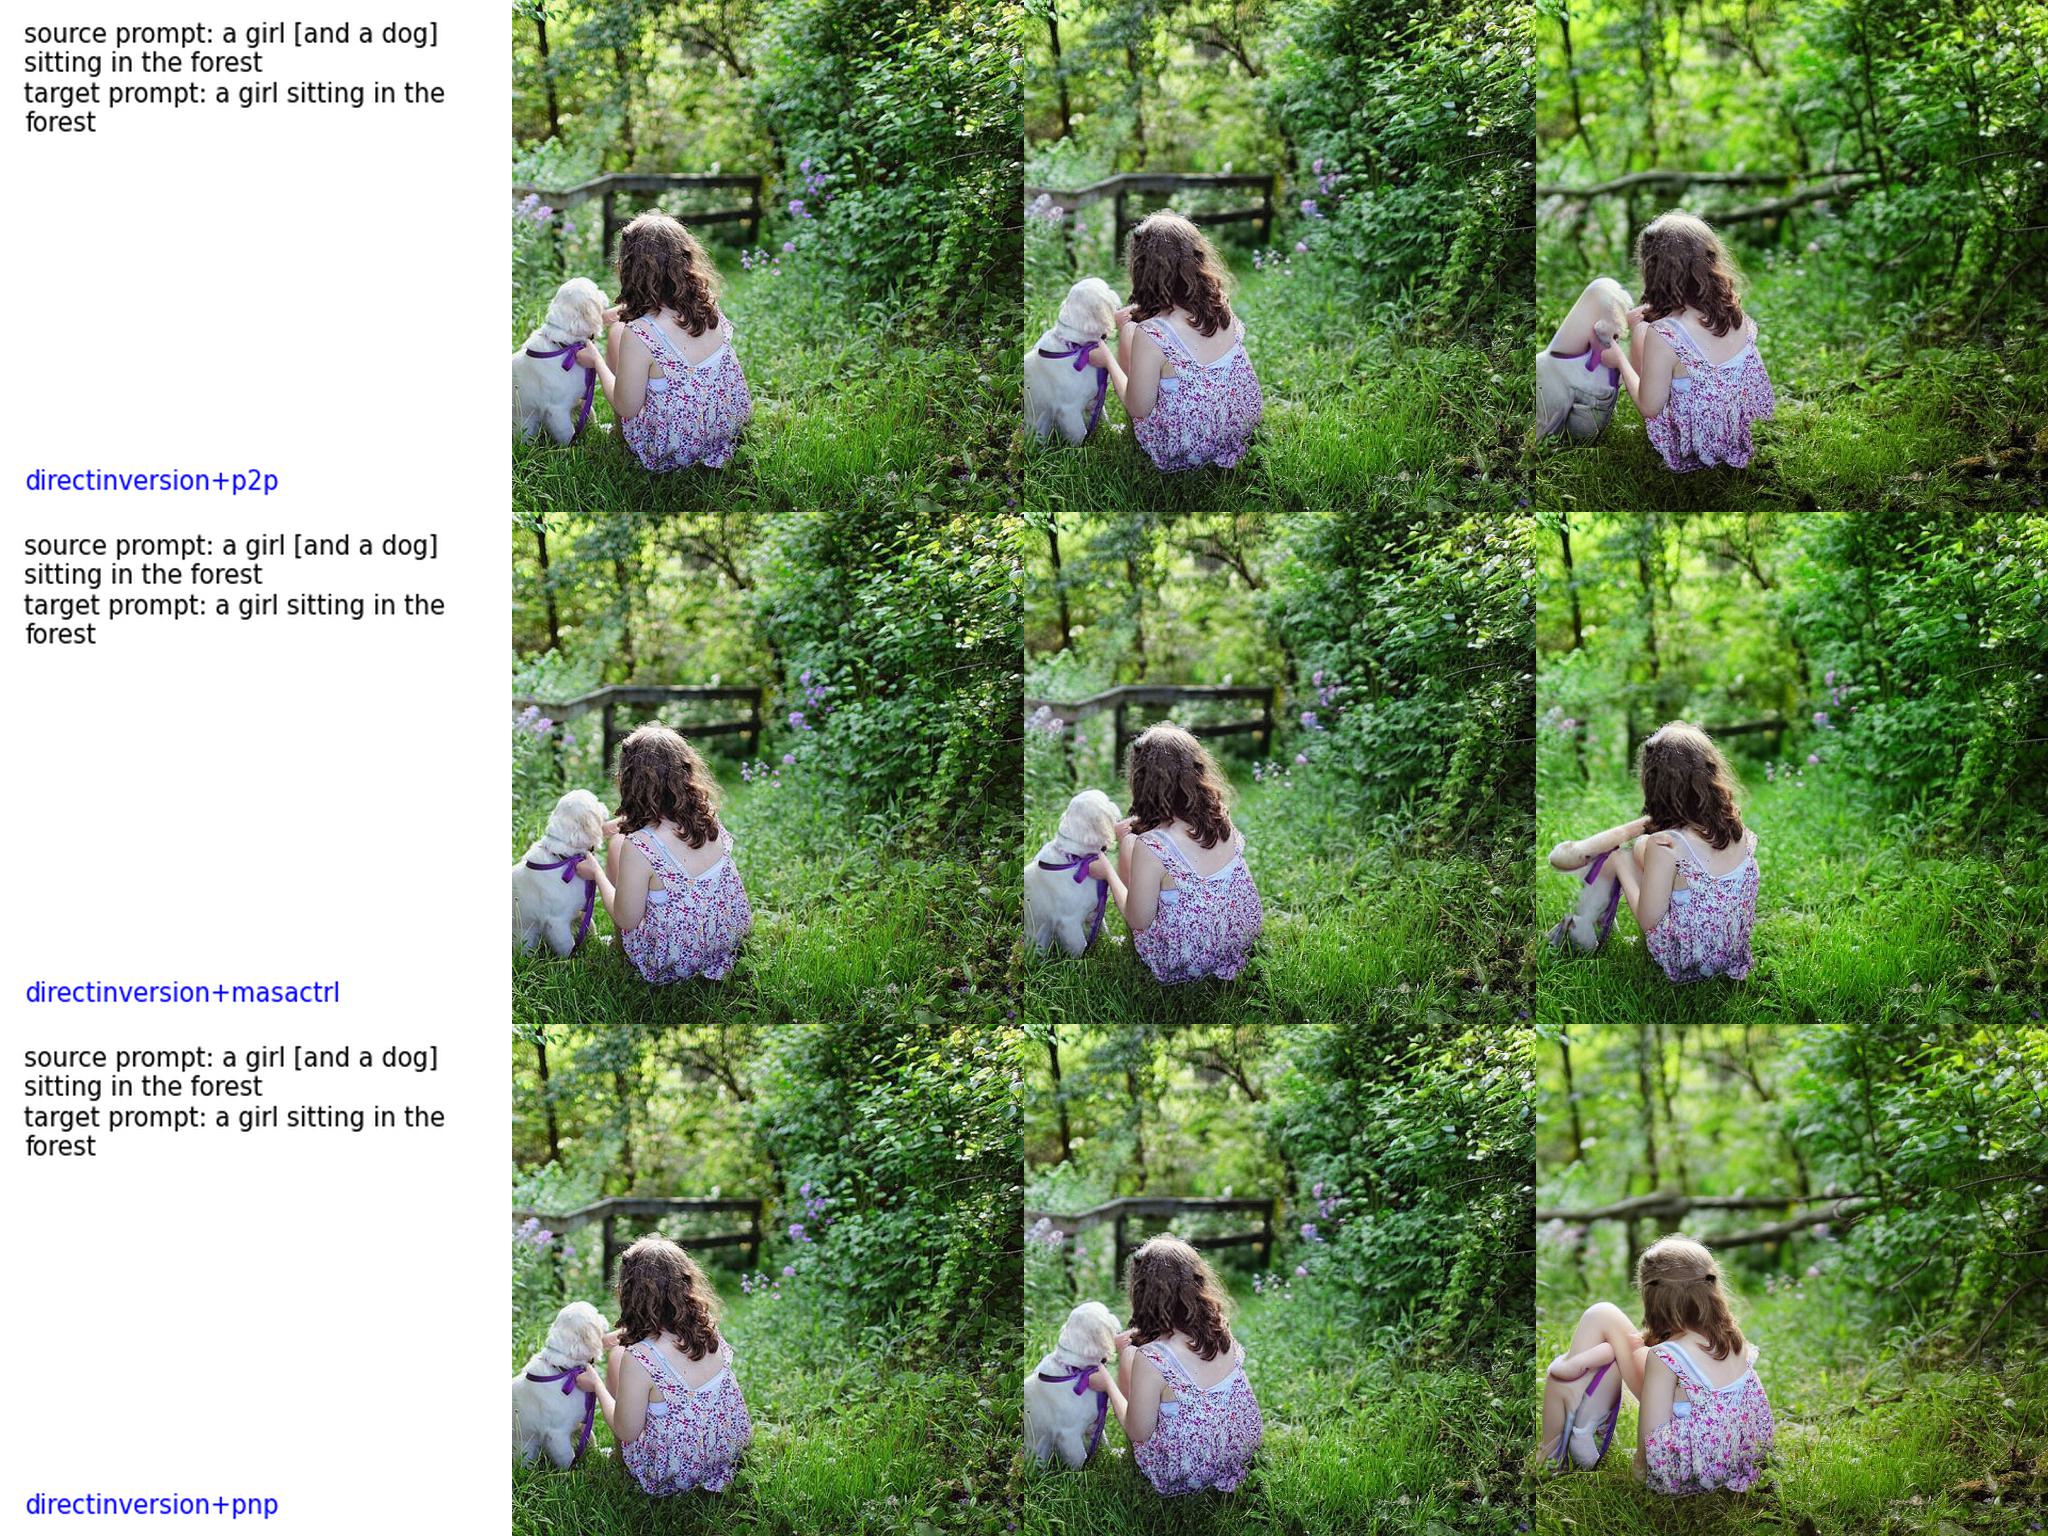 source prompt: a girl [and a dog]
sitting in the forest
target prompt: a girl sitting in the
forest
directinversion+p2p
source prompt: a girl [and a dog]
sitting in the forest
target prompt: a girl sitting in the
forest
directinversion+masactrl
source prompt: a girl [and a dog]
sitting in the forest
target prompt: a girl sitting in the
forest
directinversion+pnp